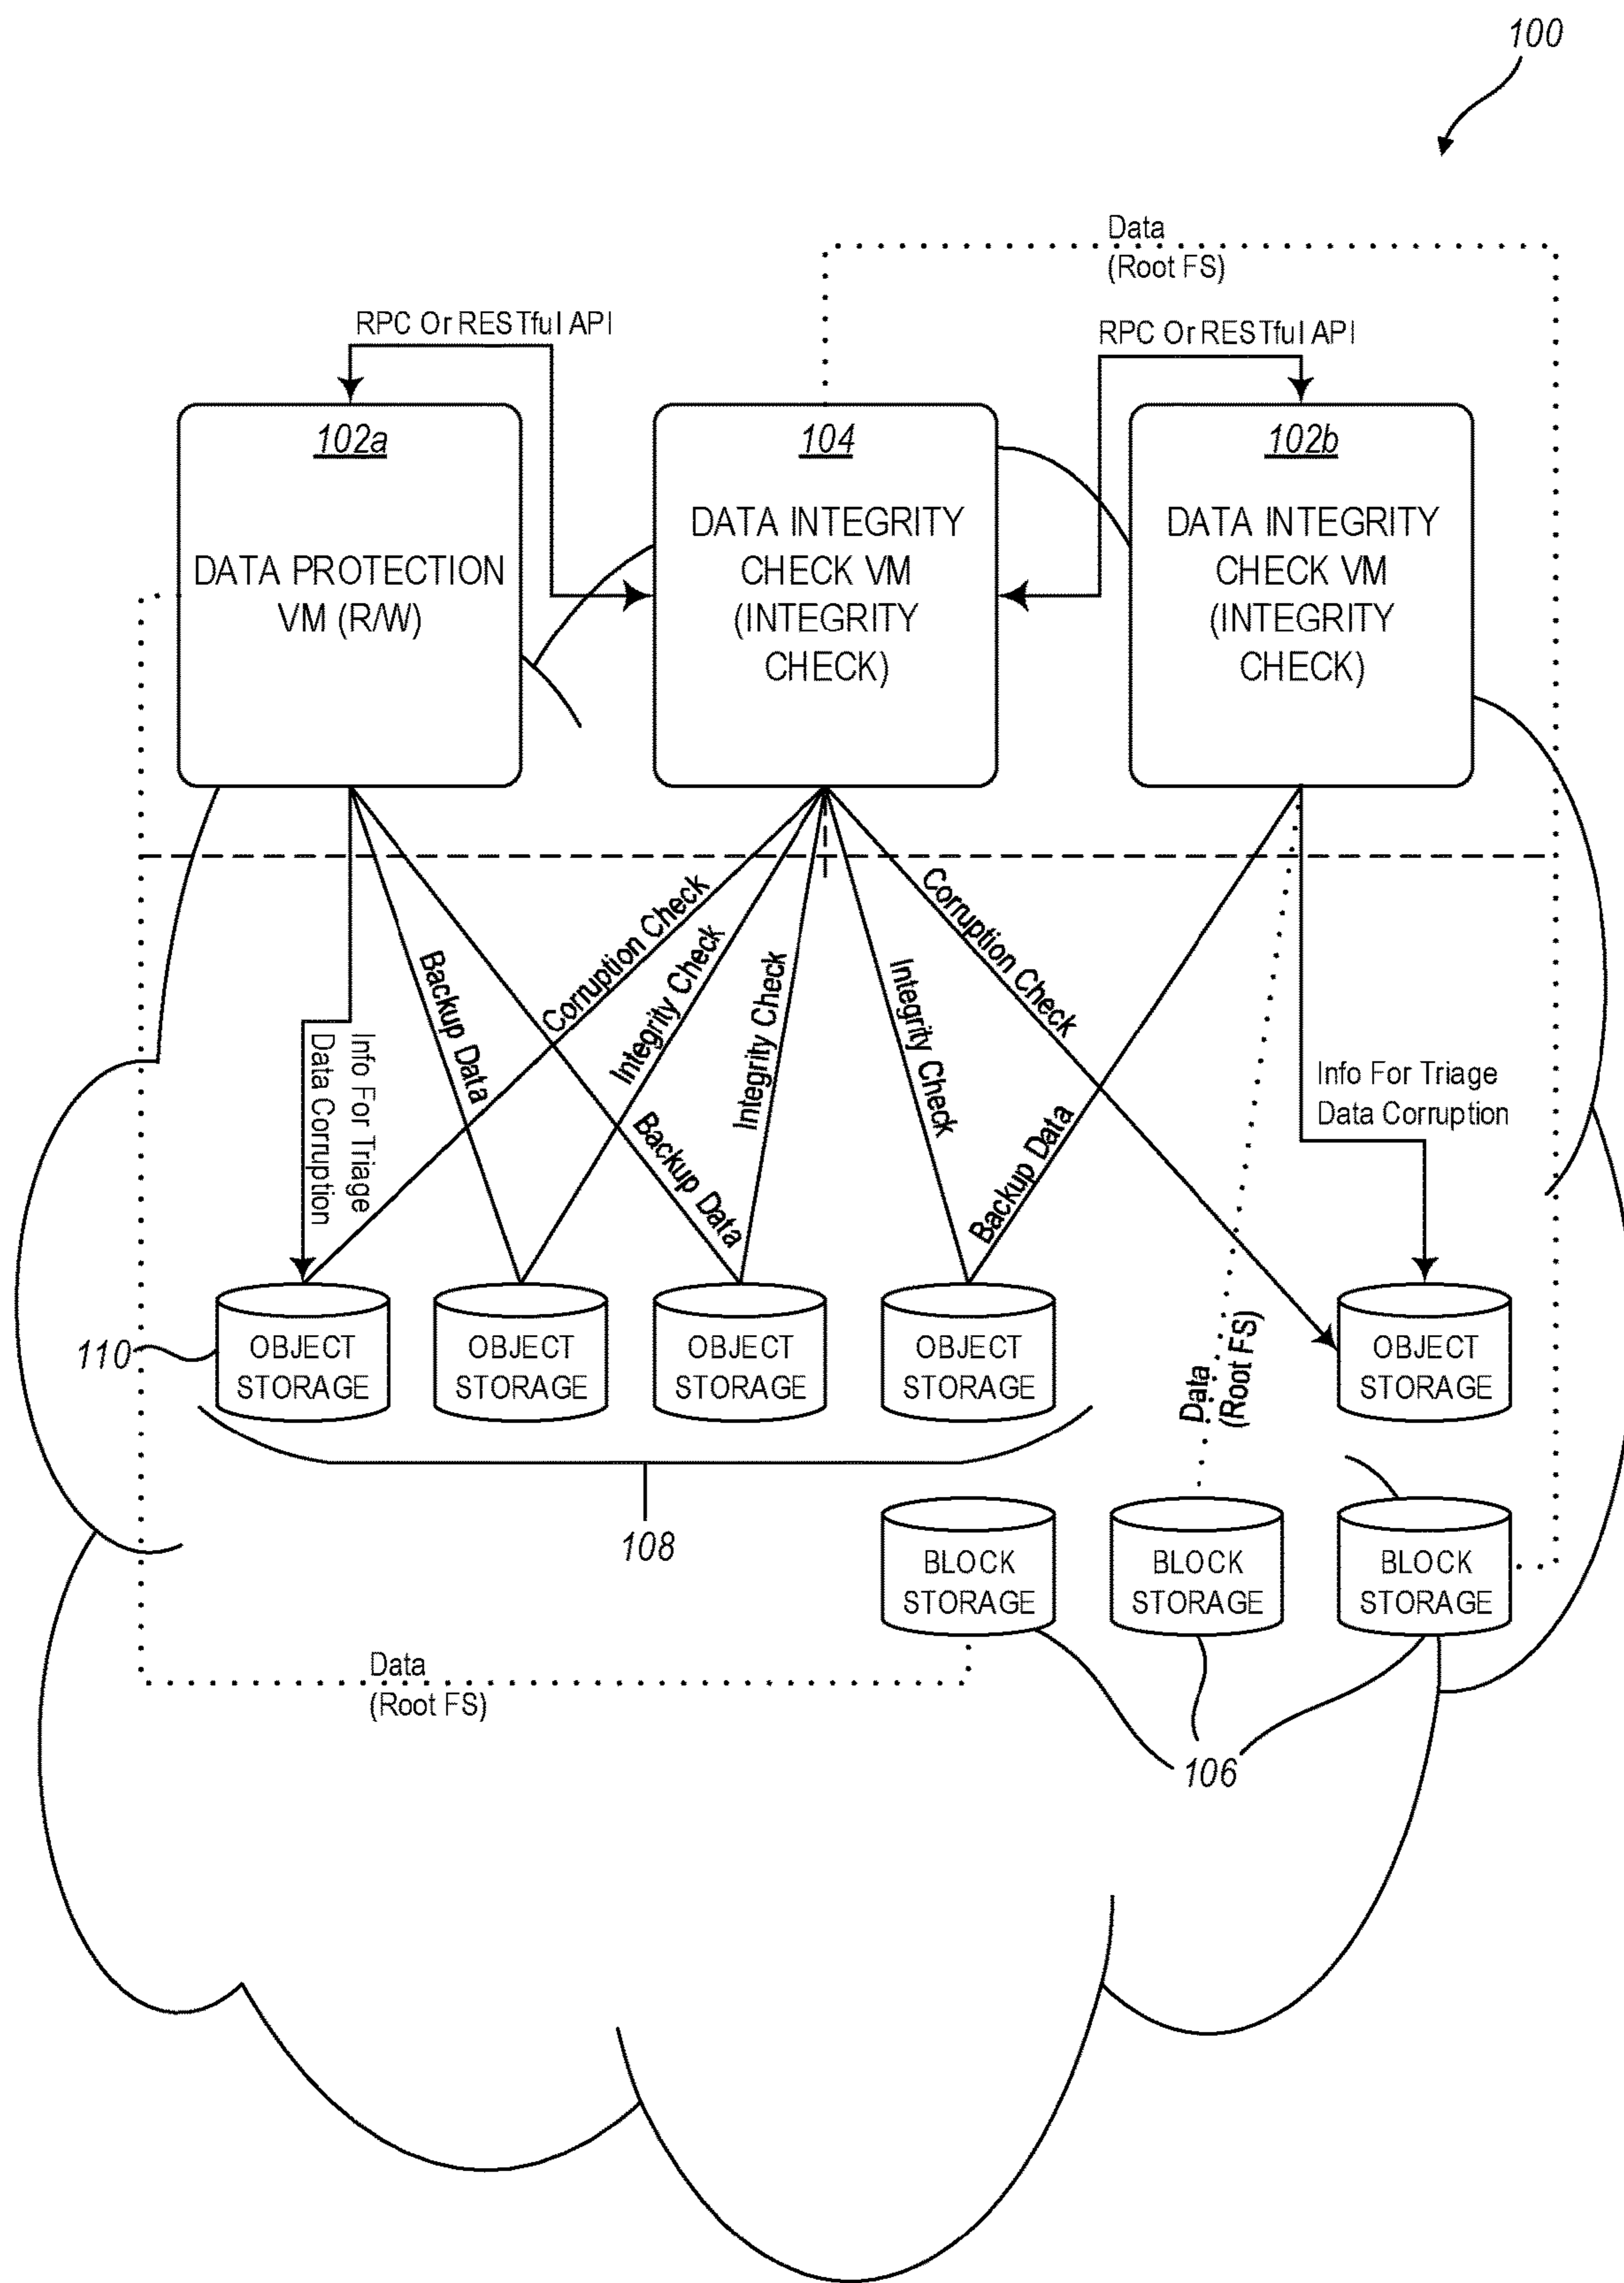 100
Data
(Root FS)
RPC Or RESTful API
RPC Or RESTful API
102a
DATA PROTECTION
VM (R/W)
104
DATA INTEGRITY
CHECK VM
(INTEGRITY
CHECK)
102b
DATA INTEGRITY
CHECK VM
(INTEGRITY
CHECK)
Info For Triage
Data Corruption
Backup Data
Backup Data
Corruption Check
Integrity Check
Integrity Check
Integrity Check
Corruption Check
Backup Data
Info For Triage
Data Corruption
Data
(Root FS)
110
OBJECT
STORAGE
OBJECT
STORAGE
OBJECT
STORAGE
OBJECT
STORAGE
OBJECT
STORAGE
108
BLOCK
STORAGE
BLOCK
STORAGE
BLOCK
STORAGE
Data
(Root FS)
106